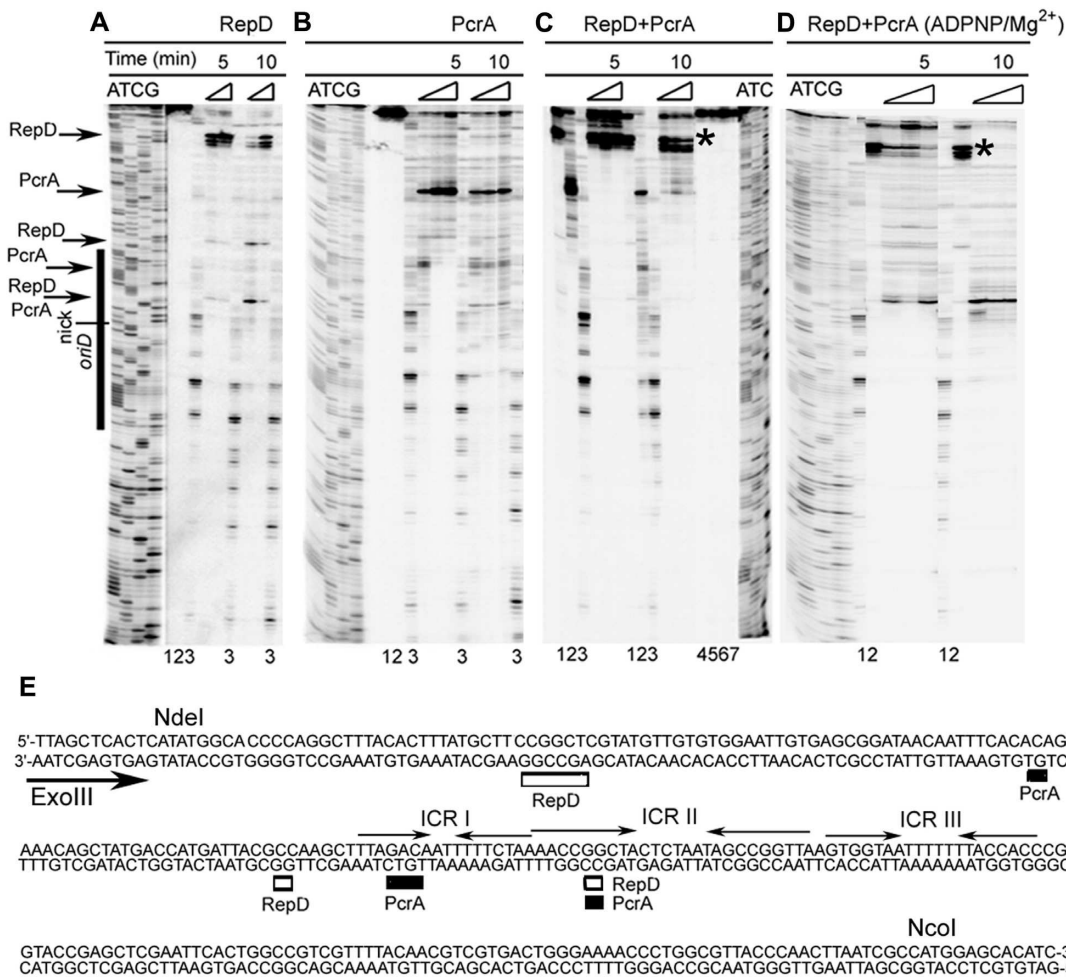 A RepD B PcrA C RepD+PcrA D RepD+PcrA (ADPNP/Mg2+)
Time (min) 5 10 5 10 5 10 5 10
ATCG ATCG ATC ATCG
RepD
*
*
PcrA
RepD
PcrA
RepD
PcrA
nick
oriD
123 3 3 12 3 3 3 123 123 4567 12 12
E
NdeI
5'-TTAGCTCACTCATATGGCACCCCAGGCTTTACACTTTATGCTTCCGGCTCGTATGTTGTGTGGAATTGTGAGCGGATAACAATTTCACACAG
3'-AATCGAGTGAGTATACCGTGGGGTCCGAAATGTGAAATACGAAGGCCGAGCATACAACACACCTTAACACTCGCCTATTGTTAAAGTGTGTC
ExoIII
RepD
PcrA
ICR I ICR II ICR III
AAACAGCTATGACCATGATTACGCCAAGCTTTAGACAATTTTTCTAAAACCGGCTACTCTAATAGCCGGTTAAGTGGTAATTTTTTTACCACCCG
TTTGTCGATACTGGTACTAATGCGGTTCGAAATCTGTTAAAAAGATTTTGGCCGATGAGATTATCGGCCAATTCACCATTAAAAAAATGGTGGGC
RepD PcrA RepD
PcrA
NcoI
GTACCGAGCTCGAATTCACTGGCCGTCGTTTTACAACGTCGTGACTGGGAAAACCCTGGCGTTACCCAACTTAATCGCCATGGAGCACATC-3
CATGGCTCGAGCTTAAGTGACCGGCAGCAAAATGTTGCAGCACTGACCCTTTTGGGACCGCAATGGGTTGAATTAGCGGTACCTCGTGTAG-